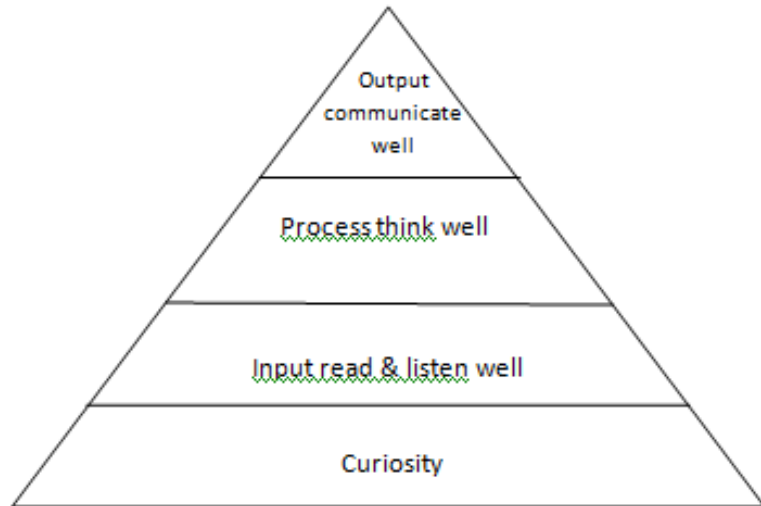 Output
communicate
well
Process think well
Input read & listen well
Curiosity